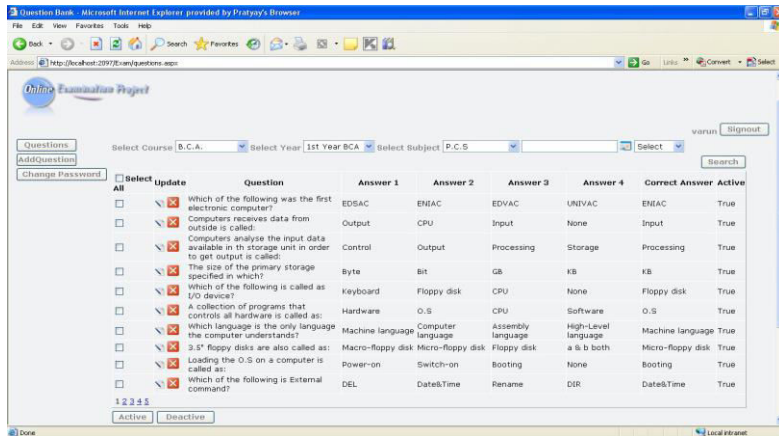 Question Bank - Microsoft Internet Explorer provided by Pratyay's Browser
File Edit View Favorites Tools Help
Back Search Favorites
Address http://localhost:2097/Exam/questions.aspx Go Links Convert Select
Online Examination Project
varun Signout
Questions Select Course B.C.A. Select Year 1st Year BCA Select Subject P.C.S Select
AddQuestion Search
Change Password
Select All Update Question Answer 1 Answer 2 Answer 3 Answer 4 Correct Answer Active
Which of the following was the first electronic computer? EDSAC ENIAC EDVAC UNIVAC ENIAC True
Computers receives data from outside is called: Output CPU Input None Input True
Computers analyse the input data available in th storage unit in order to get output is called: Control Output Processing Storage Processing True
The size of the primary storage specified in which? Byte Bit GB KB KB True
Which of the following is called as I/O device? Keyboard Floppy disk CPU None Floppy disk True
A collection of programs that controls all hardware is called as: Hardware O.S CPU Software O.S True
Which language is the only language the computer understands? Machine language Computer language Assembly language High-Level language Machine language True
3.5" floppy disks are also called as: Macro-floppy disk Micro-floppy disk Floppy disk a & b both Micro-floppy disk True
Loading the O.S on a computer is called as: Power-on Switch-on Booting None Booting True
Which of the following is External command? DEL Date&Time Rename DIR Date&Time True
1 2 3 4 5
Active Deactive
Done Local intranet